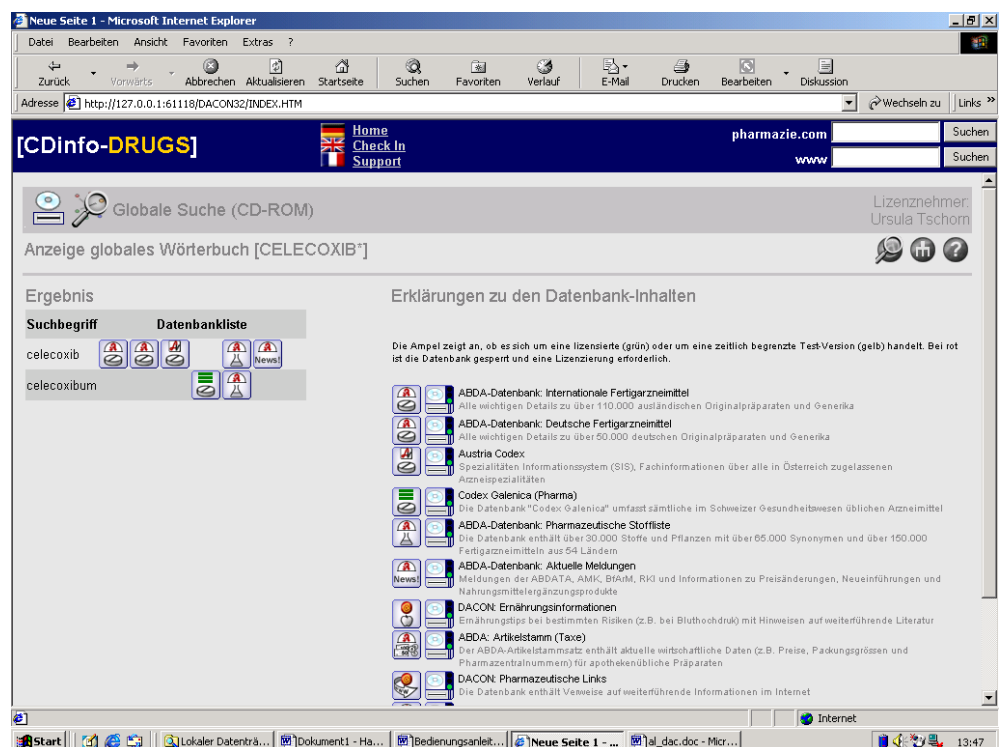 Neue Seite 1 - Microsoft Internet Explorer
Datei Bearbeiten Ansicht Favoriten Extras ?
Zurück Vorwärts Abbrechen Aktualisieren Startseite Suchen Favoriten Verlauf E-Mail Drucken Bearbeiten Diskussion
Adresse http://127.0.0.1:61118/DACON32/INDEX.HTM Wechseln zu Links »
[CDinfo-DRUGS]
Home
Check In
Support
pharmazie.com Suchen
www Suchen
Globale Suche (CD-ROM)
Lizenznehmer:
Ursula Tschorn
Anzeige globales Wörterbuch [CELECOXIB*]
Ergebnis
Suchbegriff Datenbankliste
celecoxib News!
celecoxibum
Erklärungen zu den Datenbank-Inhalten
Die Ampel zeigt an, ob es sich um eine lizensierte (grün) oder um eine zeitlich begrenzte Test-Version (gelb) handelt. Bei rot
ist die Datenbank gesperrt und eine Lizenzierung erforderlich.
ABDA-Datenbank: Internationale Fertigarzneimittel
Alle wichtigen Details zu über 110.000 ausländischen Originalpräparaten und Generika
ABDA-Datenbank: Deutsche Fertigarzneimittel
Alle wichtigen Details zu über 50.000 deutschen Originalpräparaten und Generika
Austria Codex
Spezialitäten Informationssystem (SIS), Fachinformationen über alle in Österreich zugelassenen
Arzneispezialitäten
Codex Galenica (Pharma)
Die Datenbank "Codex Galenica" umfasst sämtliche im Schweizer Gesundheitswesen üblichen Arzneimittel
ABDA-Datenbank: Pharmazeutische Stoffliste
Die Datenbank enthält über 30.000 Stoffe und Pflanzen mit über 65.000 Synonymen und über 150.000
Fertigarzneimitteln aus 54 Ländern
ABDA-Datenbank: Aktuelle Meldungen
News! Meldungen der ABDATA, AMK, BfArM, RKI und Informationen zu Preisänderungen, Neueinführungen und
Nahrungsmittelergänzungsprodukte
DACON: Ernährungsinformationen
Ernährungstips bei bestimmten Risiken (z.B. bei Bluthochdruk) mit Hinweisen auf weiterführende Literatur
ABDA: Artikelstamm (Taxe)
Der ABDA-Artikelstammsatz enthält aktuelle wirtschaftliche Daten (z.B. Preise, Packungsgrössen und
Pharmazentralnummern) für apothekenübliche Präparaten
DACON: Pharmazeutische Links
Die Datenbank enthält Verweise auf weiterführende Informationen im Internet
Internet
Start Lokaler Datenträ... Dokument1 - Ha... Bedienungsanleit... Neue Seite 1 - ... al_dac.doc - Micr... 13:47